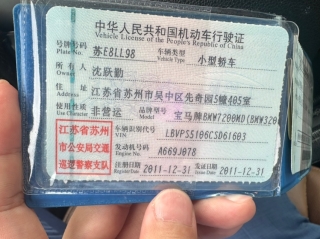 中华人民共和国机动车行驶证
Vehicle License of the People's Republic of China
号牌号码 苏E8LL98 车辆类型 小型轿车
Plate No. Vehicle Type
所有人 沈跃勤
Owner
住址 江苏省苏州市吴中区先奇园5幢405室
Address
使用性质 非营运 品牌型号 宝马牌BMW7200MD(BMW320
Use Character Model
江苏省苏州
市公安局交通
巡逻警察支队
车辆识别代号 LBVPS5106CSD61603
VIN
发动机号码 A669J078
Engine No.
注册日期 2011-12-31 发证日期 2011-12-31
Register Date Issue Date